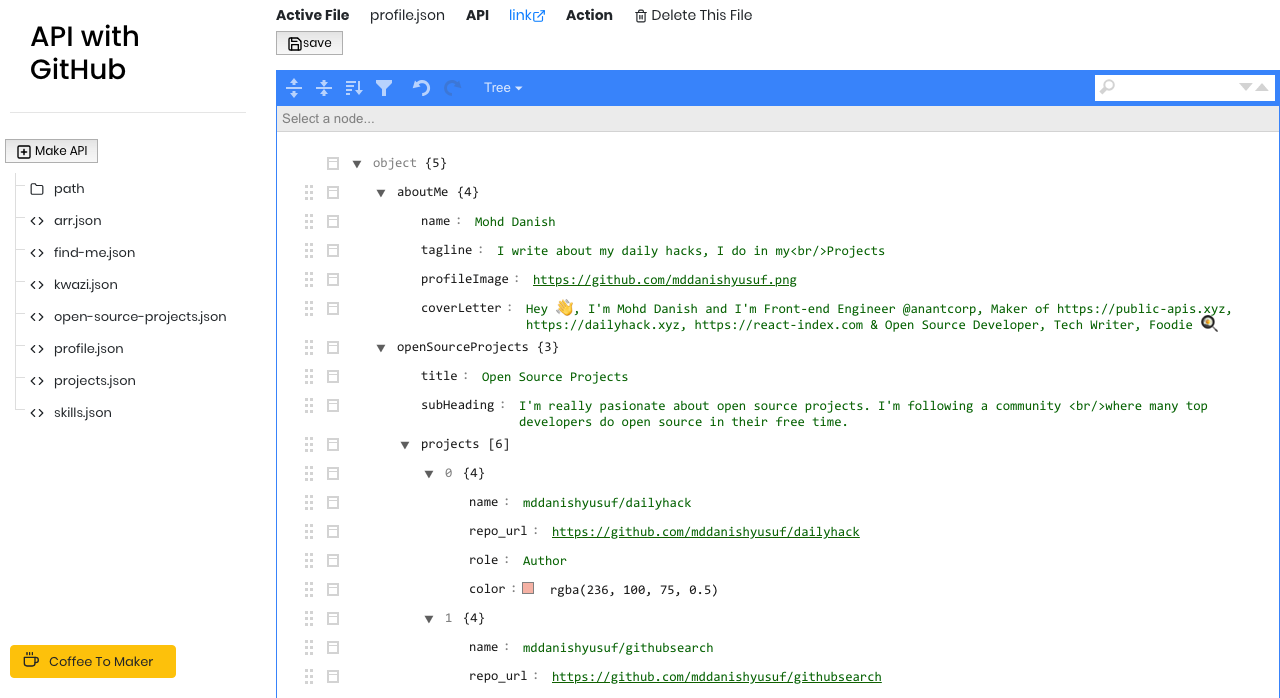 API with
GitHub
Make API
path
arr.json
find-me.json
kwazi.json
open-source-projects.json
profile.json
projects.json
skills.json
Coffee To Maker
Active File profile.json API link Action Delete This File
save
Tree
Select a node...
object {5}
aboutMe {4}
name : Mohd Danish
tagline : I write about my daily hacks, I do in my<br/>Projects
profileImage : https://github.com/mddanishyusuf.png
coverLetter : Hey 👋, I'm Mohd Danish and I'm Front-end Engineer @anantcorp, Maker of https://public-apis.xyz,
https://dailyhack.xyz, https://react-index.com & Open Source Developer, Tech Writer, Foodie 🍳
openSourceProjects {3}
title : Open Source Projects
subHeading : I'm really pasionate about open source projects. I'm following a community <br/>where many top
developers do open source in their free time.
projects [6]
0 {4}
name : mddanishyusuf/dailyhack
repo_url : https://github.com/mddanishyusuf/dailyhack
role : Author
color : rgba(236, 100, 75, 0.5)
1 {4}
name : mddanishyusuf/githubsearch
repo_url : https://github.com/mddanishyusuf/githubsearch